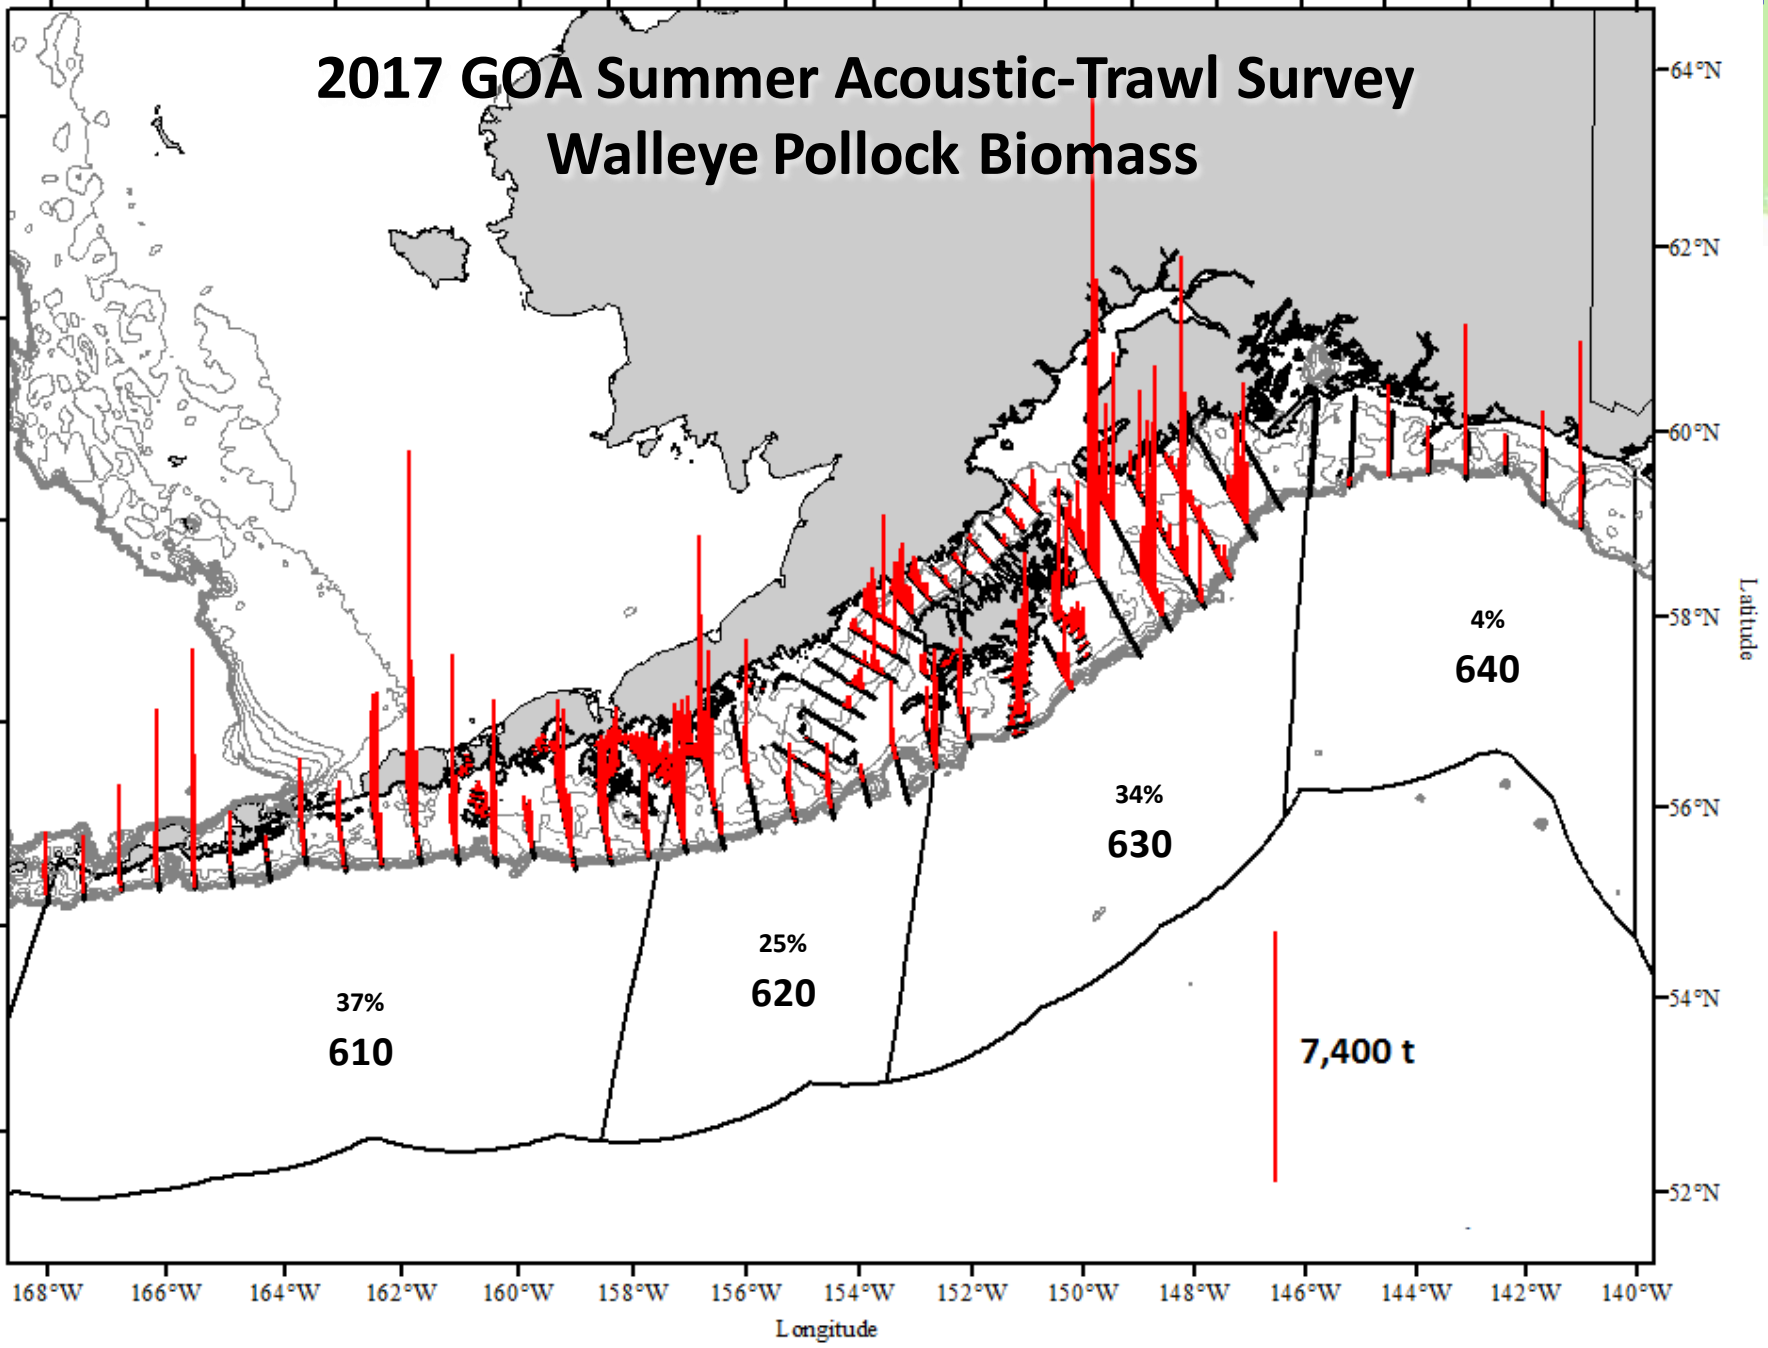 2017 GOA Summer Acoustic-Trawl Survey
Walleye Pollock Biomass
64°N
62°N
60°N
58°N
56°N
54°N
52°N
Latitude
4%
640
34%
630
25%
620
37%
610
7,400 t
168°W 166°W 164°W 162°W 160°W 158°W 156°W 154°W 152°W 150°W 148°W 146°W 144°W 142°W 140°W
Longitude